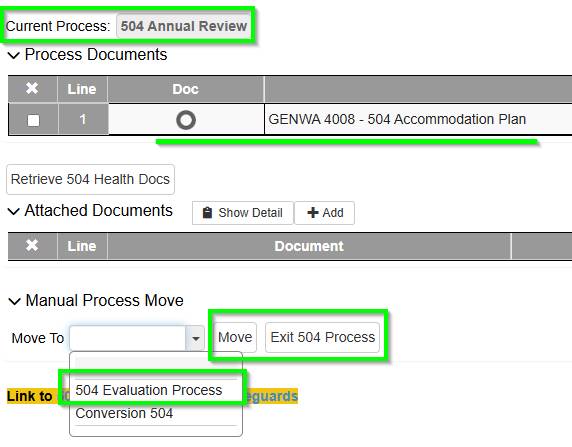 Current Process: 504 Annual Review
Process Documents
Line Doc
1 GENWA 4008 - 504 Accommodation Plan
Retrieve 504 Health Docs
Attached Documents Show Detail Add
Line Document
Manual Process Move
Move To Move Exit 504 Process
504 Evaluation Process
Link to eguards
Conversion 504